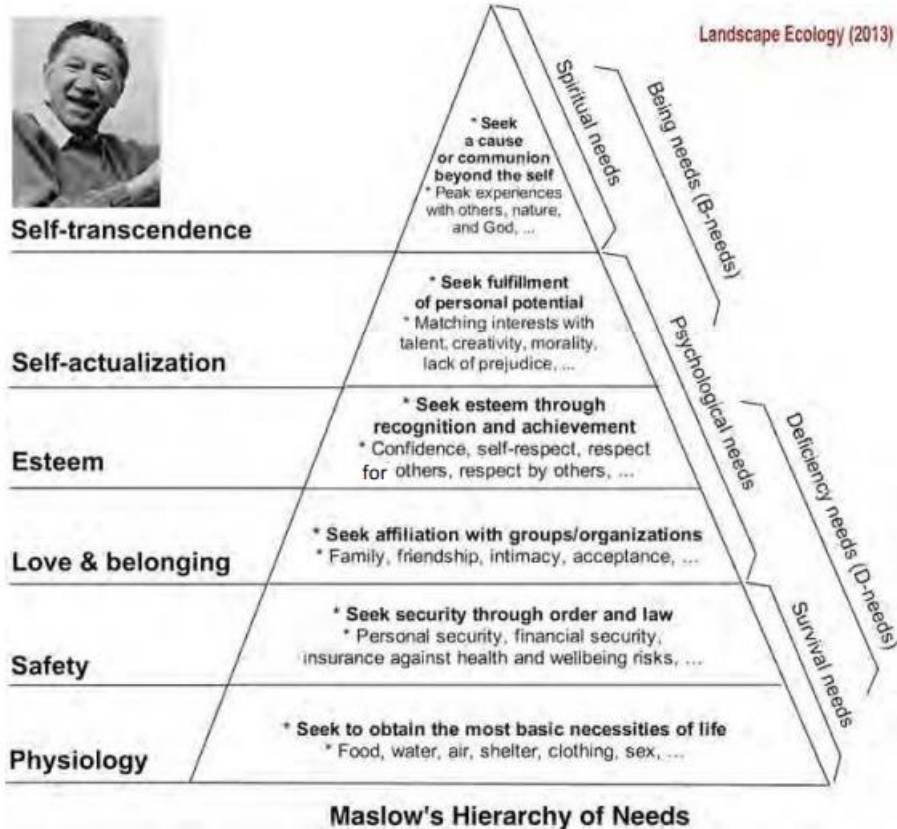 Landscape Ecology (2013)
Spiritual needs
Being needs (B-needs)
* Seek
a cause
or communion
beyond the self
* Peak experiences
with others, nature,
and God, ...
Self-transcendence
* Seek fulfillment
of personal potential
* Matching interests with
talent, creativity, morality,
lack of prejudice, ...
Self-actualization
Psychological needs
* Seek esteem through
recognition and achievement
* Confidence, self-respect, respect
for others, respect by others, ...
Esteem
Deficiency needs (D-needs)
* Seek affiliation with groups/organizations
* Family, friendship, intimacy, acceptance, ...
Love & belonging
* Seek security through order and law
* Personal security, financial security,
insurance against health and wellbeing risks, ...
Safety
Survival needs
* Seek to obtain the most basic necessities of life
* Food, water, air, shelter, clothing, sex, ...
Physiology
Maslow's Hierarchy of Needs